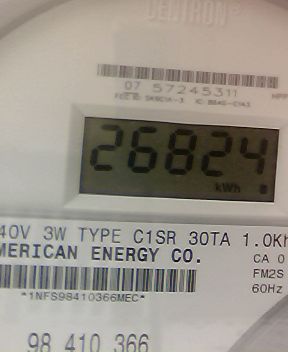 CENTRON®
07 57245311
26824
kWh
40V 3W TYPE C1SR 30TA 1.0Kh
MERICAN ENERGY CO.
CA 0
FM2S
60Hz
*1NFS98410366MEC*
98 410 366